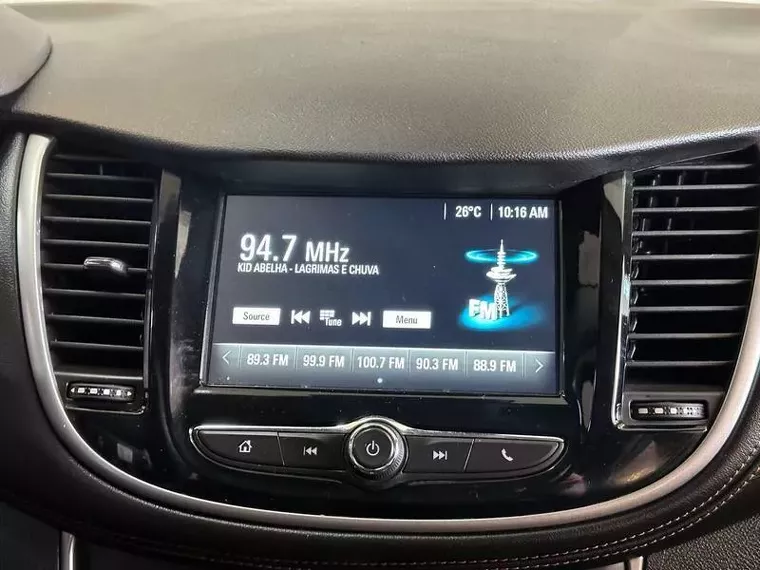 26°C 10:16 AM
94.7 MHz
KID ABELHA - LAGRIMAS E CHUVA
FM
Source Tune Menu
89.3 FM 99.9 FM 100.7 FM 90.3 FM 88.9 FM